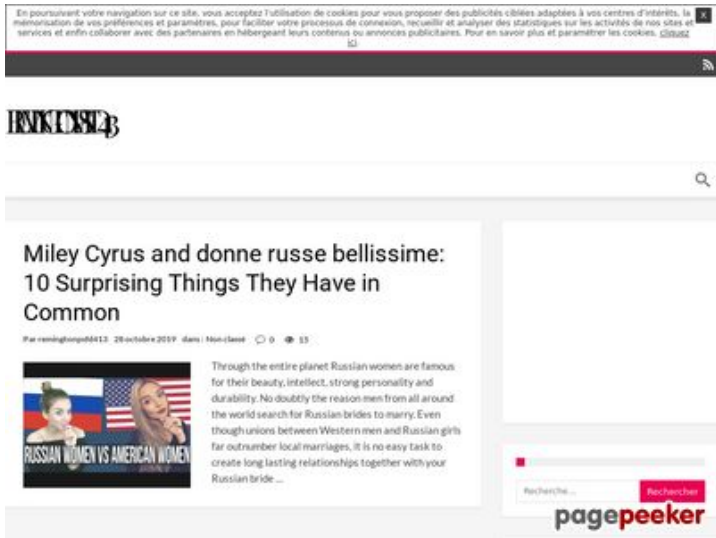 En poursuivant votre navigation sur ce site, vous acceptez l'utilisation de cookies pour vous proposer des publicités ciblées adaptées à vos centres d'intérêts, la
mémorisation de vos préférences et paramètres, pour faciliter votre processus de connexion, recueillir et analyser des statistiques sur les activités de nos sites et
services et enfin collaborer avec des partenaires en hébergeant leurs contenus ou annonces publicitaires. Pour en savoir plus et paramétrer les cookies, cliquez
ici.
X
Miley Cyrus and donne russe bellissime:
10 Surprising Things They Have in
Common
Par remingtonpdd413 28 octobre 2019 dans : Non classé 0 13
Through the entire planet Russian women are famous
for their beauty, intellect, strong personality and
durability. No doubtly the reason men from all around
the world search for Russian brides to marry. Even
though unions between Western men and Russian girls
far outnumber local marriages, it is no easy task to
create long lasting relationships together with your
Russian bride ...
RUSSIAN WOMEN VS AMERICAN WOMEN
Recherche... Rechercher
pagepeeker